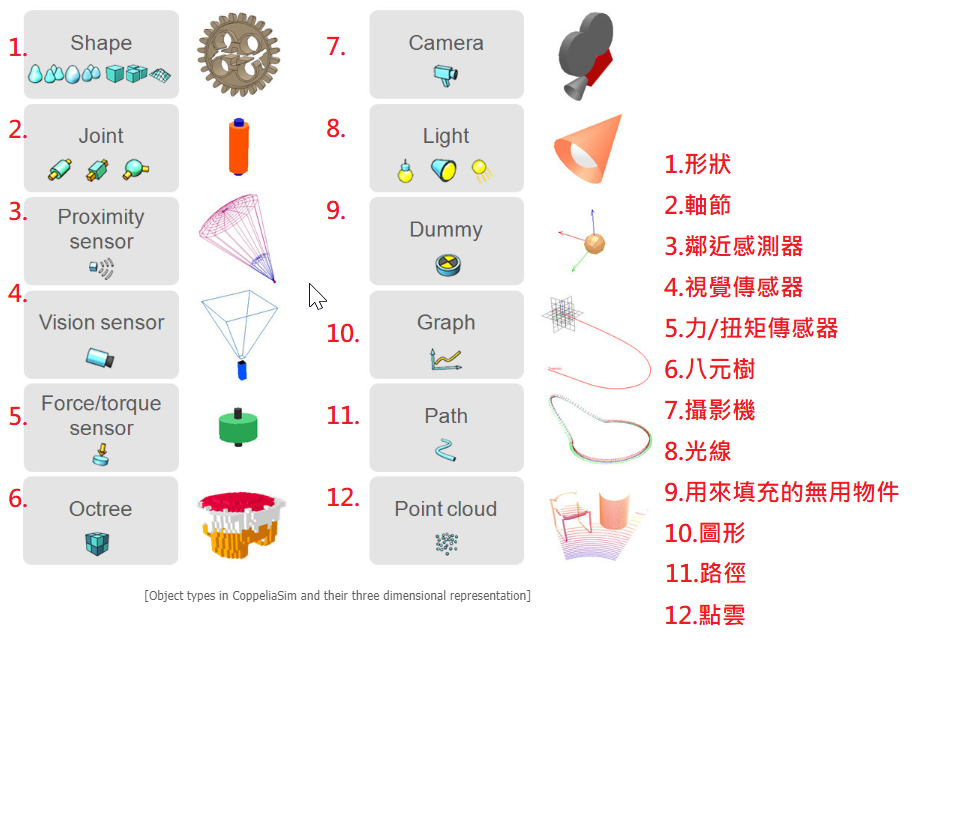 1.
Shape
2.
Joint
3.
Proximity
sensor
4.
Vision sensor
5.
Force/torque
sensor
6.
Octree
7.
Camera
8.
Light
9.
Dummy
10.
Graph
11.
Path
12.
Point cloud
1.形狀
2.軸節
3.鄰近感測器
4.視覺傳感器
5.力/扭矩傳感器
6.八元樹
7.攝影機
8.光線
9.用來填充的無用物件
10.圖形
11.路徑
12.點雲
[Object types in CoppeliaSim and their three dimensional representation]